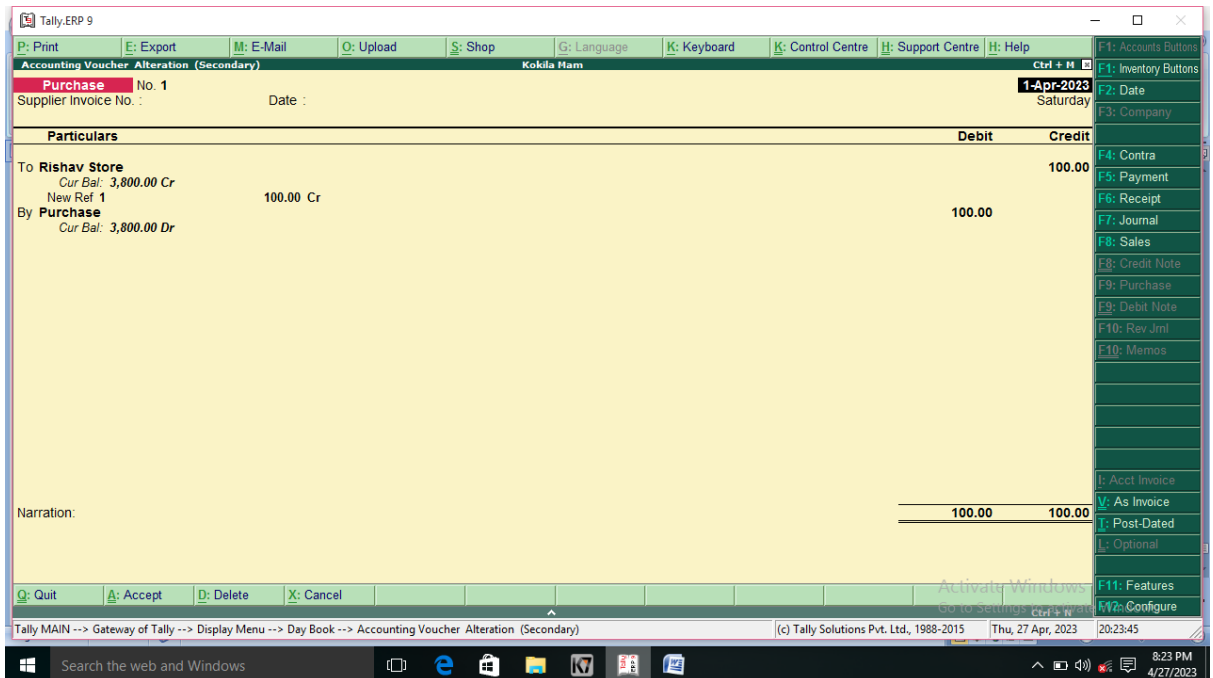 Tally.ERP 9
P: Print E: Export M: E-Mail O: Upload S: Shop G: Language K: Keyboard K: Control Centre H: Support Centre H: Help
Accounting Voucher Alteration (Secondary) Kokila Mam Ctrl + M
Purchase No. 1 1-Apr-2023
Supplier Invoice No. : Date : Saturday
Particulars Debit Credit
To Rishav Store 100.00
Cur Bal: 3,800.00 Cr
New Ref 1 100.00 Cr
By Purchase 100.00
Cur Bal: 3,800.00 Dr
Narration: 100.00 100.00
F1: Accounts Buttons
F1: Inventory Buttons
F2: Date
F3: Company
F4: Contra
F5: Payment
F6: Receipt
F7: Journal
F8: Sales
F8: Credit Note
F9: Purchase
F9: Debit Note
F10: Rev Jrnl
F10: Memos
I: Acct Invoice
V: As Invoice
T: Post-Dated
L: Optional
F11: Features
F12: Configure
Activate Windows
Go to Settings to activate Windows.
Q: Quit A: Accept D: Delete X: Cancel
Ctrl + N
Tally MAIN --> Gateway of Tally --> Display Menu --> Day Book --> Accounting Voucher Alteration (Secondary) (c) Tally Solutions Pvt. Ltd., 1988-2015 Thu, 27 Apr, 2023 20:23:45
Search the web and Windows 8:23 PM
4/27/2023